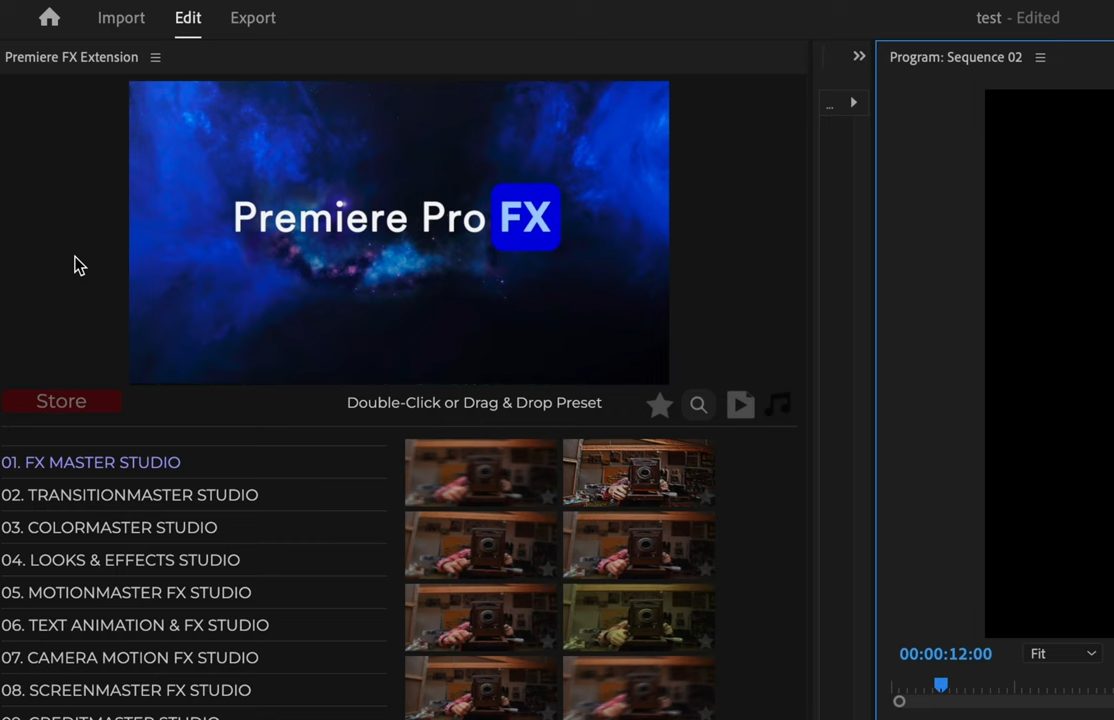 Import Edit Export test - Edited
Premiere FX Extension
Program: Sequence 02
...
Premiere Pro FX
Store
Double-Click or Drag & Drop Preset
01. FX MASTER STUDIO
02. TRANSITIONMASTER STUDIO
03. COLORMASTER STUDIO
04. LOOKS & EFFECTS STUDIO
05. MOTIONMASTER FX STUDIO
06. TEXT ANIMATION & FX STUDIO
07. CAMERA MOTION FX STUDIO
08. SCREENMASTER FX STUDIO
09. CREDITMASTER STUDIO
00:00:12:00 Fit